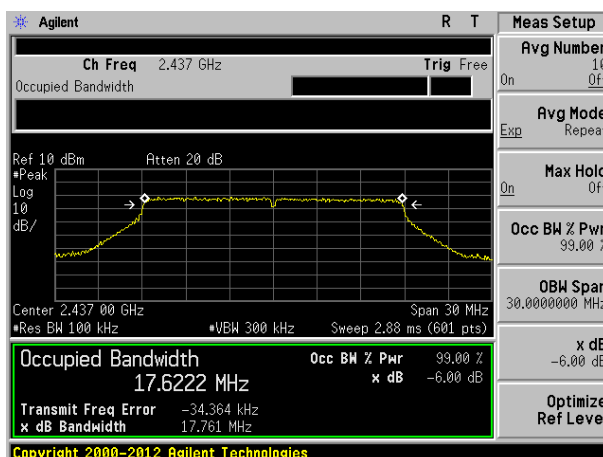 Agilent R T Meas Setup
Ch Freq 2.437 GHz Trig Free
Occupied Bandwidth
Avg Number
10
On Off
Avg Mode
Exp Repeat
Max Hold
On Off
Occ BW % Pwr
99.00 %
OBW Span
30.0000000 MHz
x dB
-6.00 dB
Optimize
Ref Level
Ref 10 dBm Atten 20 dB
#Peak
Log
10
dB/
Center 2.437 00 GHz Span 30 MHz
#Res BW 100 kHz #VBW 300 kHz Sweep 2.88 ms (601 pts)
Occupied Bandwidth Occ BW % Pwr 99.00 %
17.6222 MHz x dB -6.00 dB
Transmit Freq Error -34.364 kHz
x dB Bandwidth 17.761 MHz
Copyright 2000-2012 Agilent Technologies